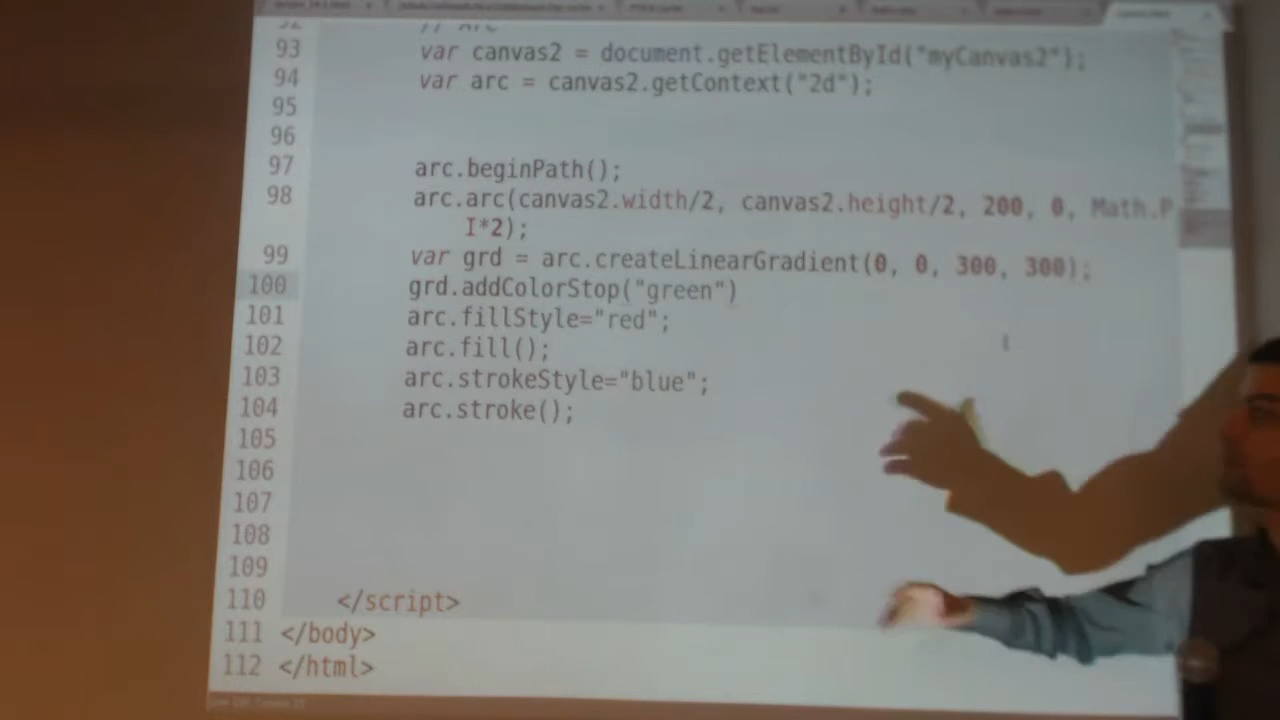 93 var canvas2 = document.getElementById("myCanvas2");
94 var arc = canvas2.getContext("2d");
95
96
97 arc.beginPath();
98 arc.arc(canvas2.width/2, canvas2.height/2, 200, 0, Math.P
I*2);
99 var grd = arc.createLinearGradient(0, 0, 300, 300);
100 grd.addColorStop("green")
101 arc.fillStyle="red";
102 arc.fill();
103 arc.strokeStyle="blue";
104 arc.stroke();
105
106
107
108
109
110 </script>
111 </body>
112 </html>